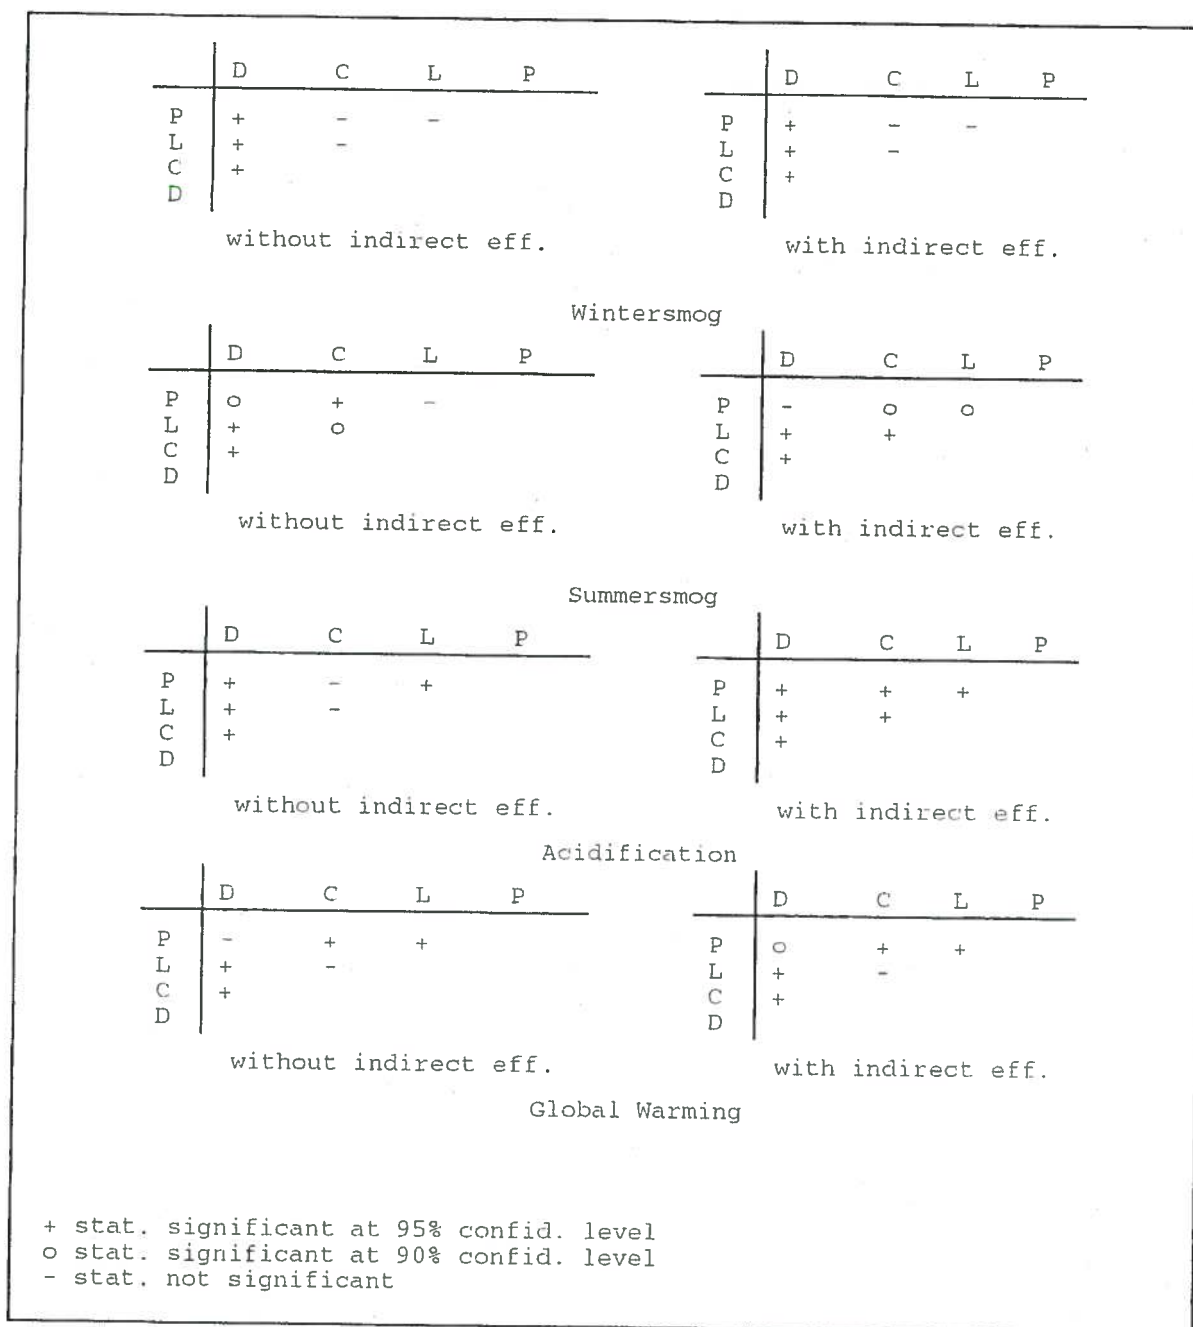 D C L P
P + - -
L + -
C +
D
without indirect eff.
D C L P
P + - -
L + -
C +
D
with indirect eff.
Wintersmog
D C L P
P o + -
L + o
C +
D
without indirect eff.
D C L P
P - o o
L + +
C +
D
with indirect eff.
Summersmog
D C L P
P + - +
L + -
C +
D
without indirect eff.
D C L P
P + + +
L + +
C +
D
with indirect eff.
Acidification
D C L P
P - + +
L + -
C +
D
without indirect eff.
D C L P
P o + +
L + -
C +
D
with indirect eff.
Global Warming
+ stat. significant at 95% confid. level
o stat. significant at 90% confid. level
- stat. not significant